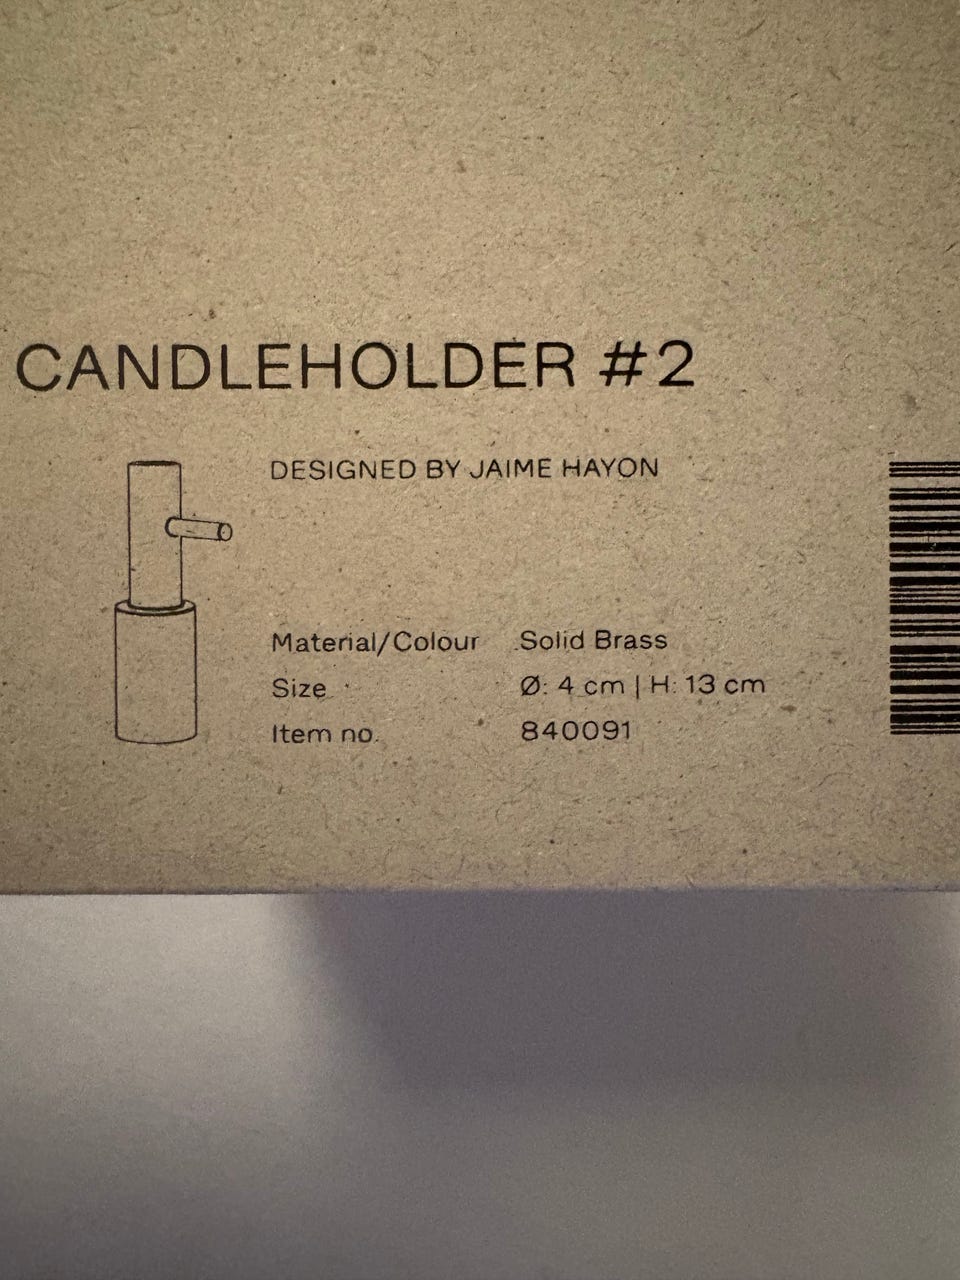 CANDLEHOLDER #2
DESIGNED BY JAIME HAYON
Material/Colour Solid Brass
Size Ø: 4 cm | H: 13 cm
Item no. 840091